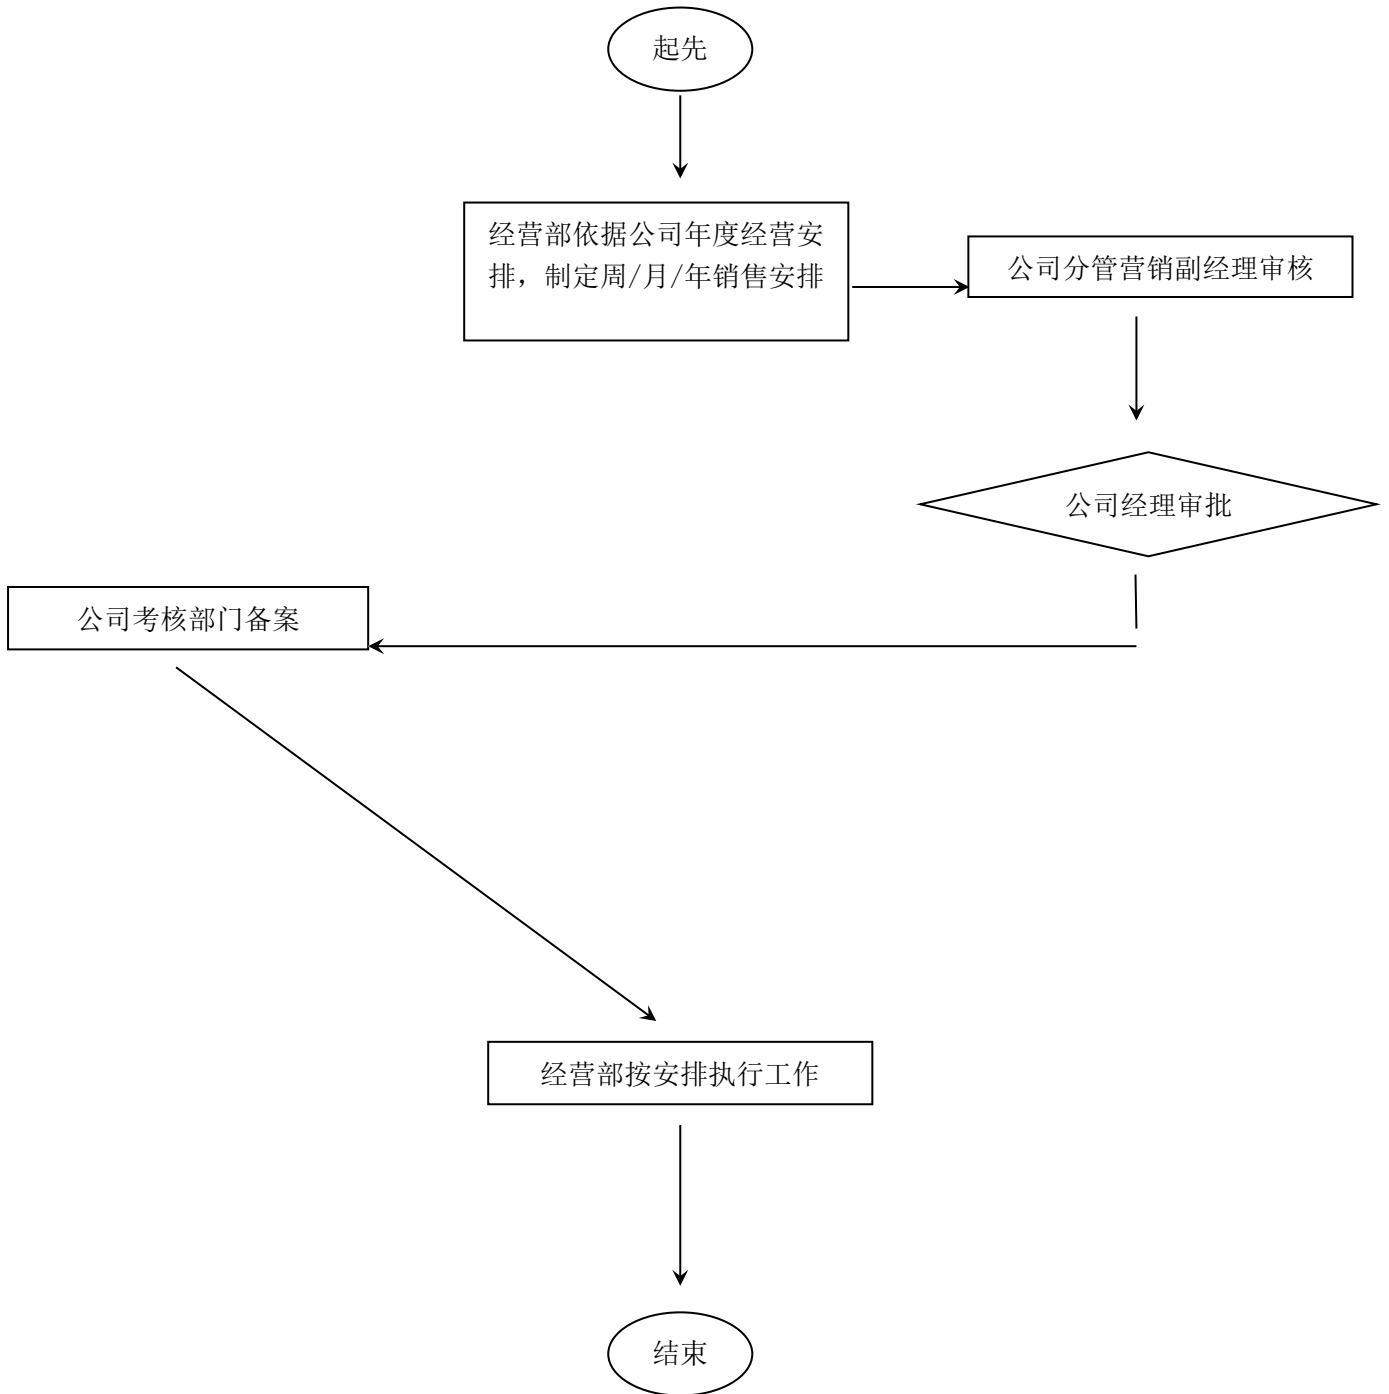 起先
经营部依据公司年度经营安
排，制定周/月/年销售安排
公司分管营销副经理审核
公司经理审批
公司考核部门备案
经营部按安排执行工作
结束